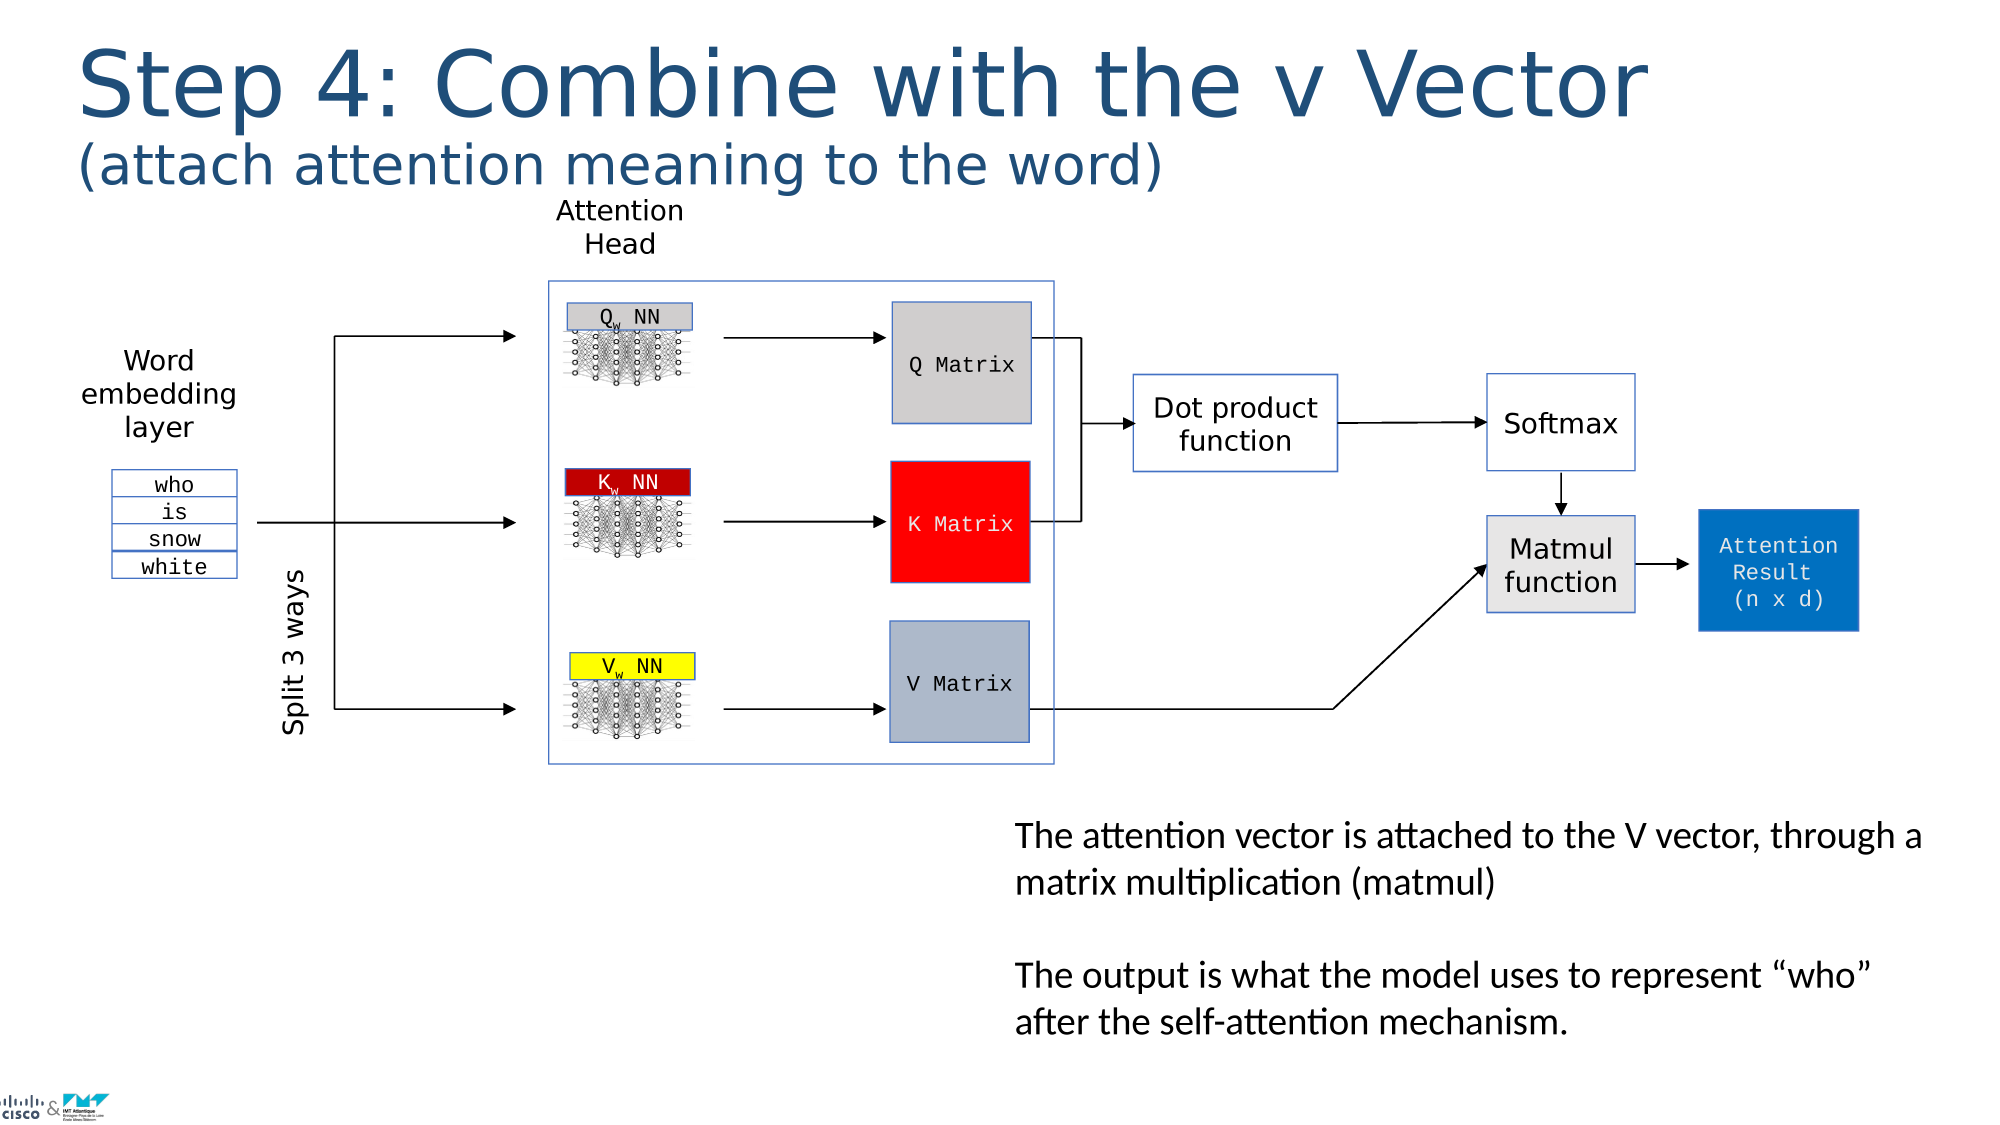 Step 4: Combine with the v Vector
(attach attention meaning to the word)
Attention
Head
Word
embedding
layer
who
is
snow
white
Split 3 ways
Qw NN
Kw NN
Vw NN
Q Matrix
K Matrix
V Matrix
Dot product
function
Softmax
Matmul
function
Attention
Result
(n x d)
The attention vector is attached to the V vector, through a
matrix multiplication (matmul)
The output is what the model uses to represent “who”
after the self-attention mechanism.
CISCO &
IMT Atlantique